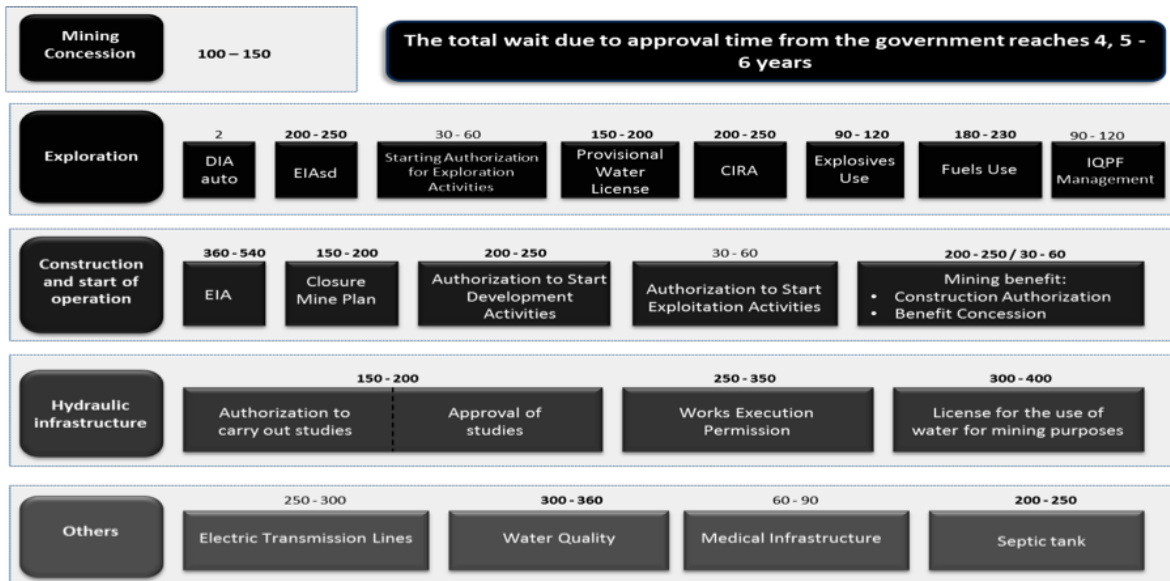 Mining
Concession
100 – 150
The total wait due to approval time from the government reaches 4, 5 -
6 years
Exploration
2
DIA
auto
200 - 250
EIAsd
30 - 60
Starting Authorization
for Exploration
Activities
150 - 200
Provisional
Water
License
200 - 250
CIRA
90 - 120
Explosives
Use
180 - 230
Fuels Use
90 - 120
IQPF
Management
Construction
and start of
operation
360 - 540
EIA
150 - 200
Closure
Mine Plan
200 - 250
Authorization to Start
Development
Activities
30 - 60
Authorization to Start
Exploitation Activities
200 - 250 / 30 - 60
Mining benefit:
• Construction Authorization
• Benefit Concession
Hydraulic
infrastructure
150 - 200
Authorization to
carry out studies
Approval of
studies
250 - 350
Works Execution
Permission
300 - 400
License for the use of
water for mining purposes
Others
250 - 300
Electric Transmission Lines
300 - 360
Water Quality
60 - 90
Medical Infrastructure
200 - 250
Septic tank